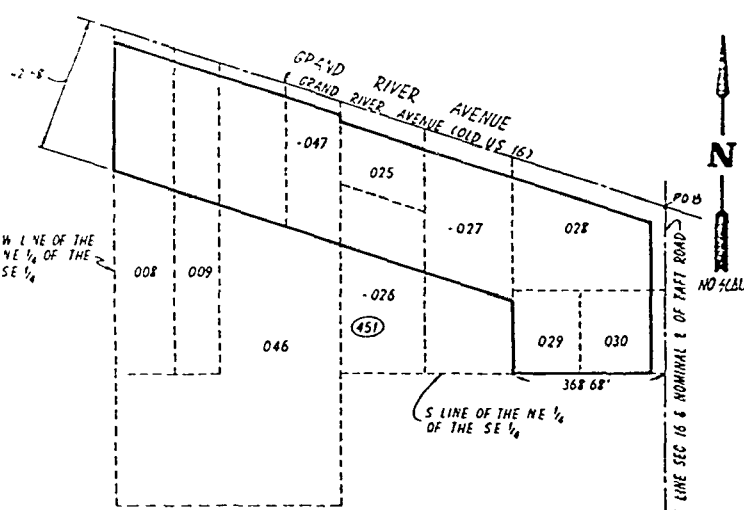 GRAND RIVER AVENUE
GRAND RIVER AVENUE (OLD US 16)
-047
025
-027
028
P.O.B
N
NO SCALE
W LINE OF THE
NE 1/4 OF THE
SE 1/4
008
009
046
-026
451
029
030
368 68'
S LINE OF THE NE 1/4
OF THE SE 1/4
LINE SEC 16 & NOMINAL ℄ OF TAFT ROAD